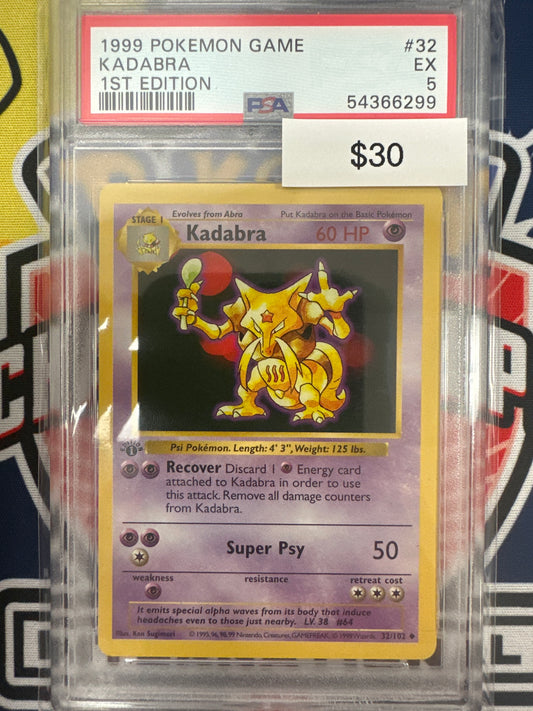 1999 POKEMON GAME #32
KADABRA EX
1ST EDITION 5
PSA 54366299
$30
STAGE 1 Evolves from Abra Put Kadabra on the Basic Pokémon
Kadabra 60 HP
Psi Pokémon. Length: 4' 3", Weight: 125 lbs.
Recover Discard 1 Energy card
attached to Kadabra in order to use
this attack. Remove all damage counters
from Kadabra.
Super Psy 50
weakness resistance retreat cost
It emits special alpha waves from its body that induce
headaches even to those just nearby. LV. 38 #64
Illus. Ken Sugimori © 1995, 96, 98, 99 Nintendo, Creatures, GAMEFREAK. © 1999 Wizards. 32/102